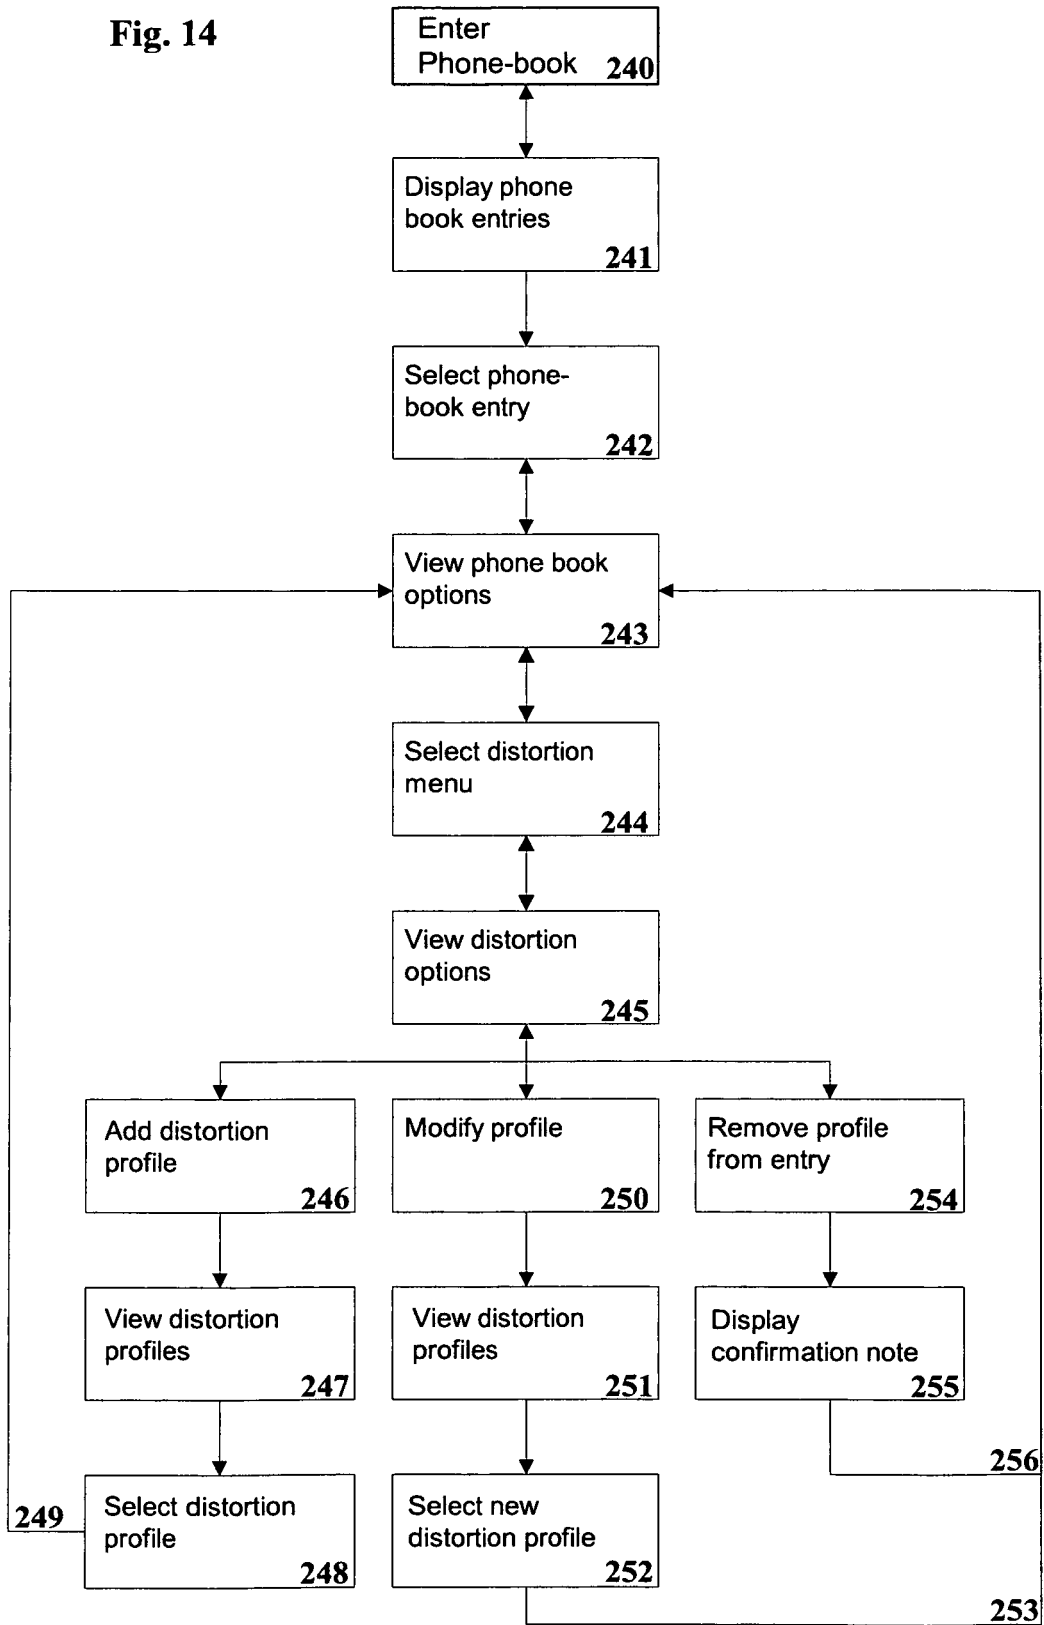 Fig. 14
Enter
Phone-book 240
Display phone
book entries
241
Select phone-
book entry
242
View phone book
options
243
Select distortion
menu
244
View distortion
options
245
Add distortion
profile
246
Modify profile
250
Remove profile
from entry
254
View distortion
profiles
247
View distortion
profiles
251
Display
confirmation note
255
256
249
Select distortion
profile
248
Select new
distortion profile
252
253